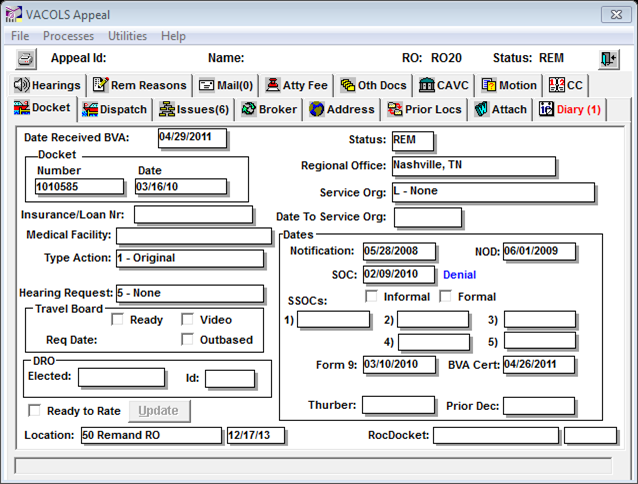 VACOLS Appeal
File Processes Utilities Help
Appeal Id: Name: RO: RO20 Status: REM
Hearings Rem Reasons Mail(0) Atty Fee Oth Docs CAVC Motion CC
Docket Dispatch Issues(6) Broker Address Prior Locs Attach Diary (1)
Date Received BVA: 04/29/2011 Status: REM
Docket
Number Date
1010585 03/16/10
Regional Office: Nashville, TN
Service Org: L - None
Insurance/Loan Nr: Date To Service Org:
Medical Facility:
Type Action: 1 - Original
Hearing Request: 5 - None
Travel Board
Ready Video
Req Date: Outbased
DRO
Elected: Id:
Ready to Rate Update
Dates
Notification: 05/28/2008 NOD: 06/01/2009
SOC: 02/09/2010 Denial
SSOCs: Informal Formal
1) 2) 3)
4) 5)
Form 9: 03/10/2010 BVA Cert: 04/26/2011
Thurber: Prior Dec:
Location: 50 Remand RO 12/17/13 RocDocket: